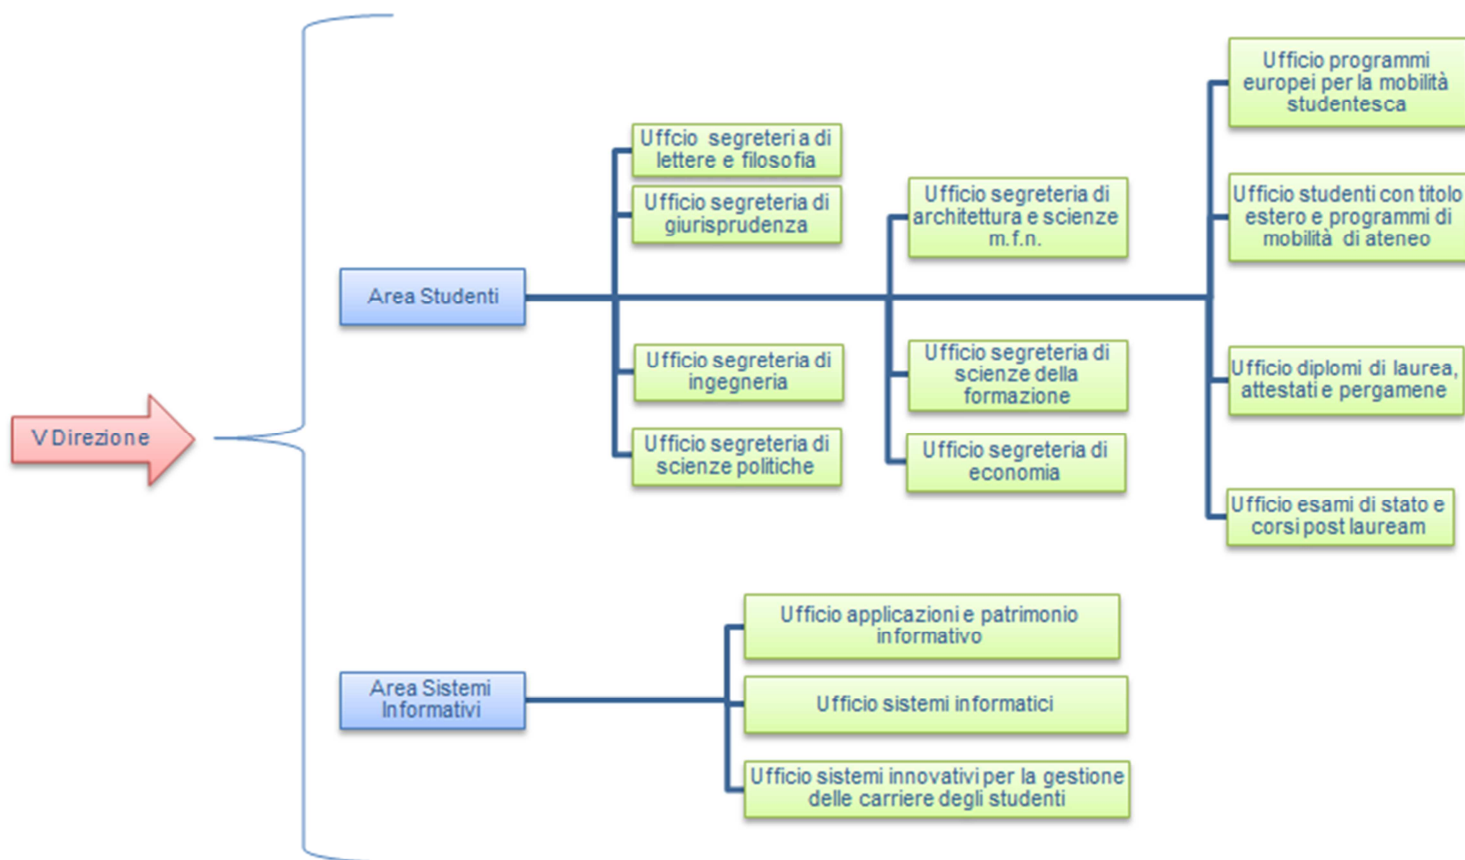 V Direzione
Area Studenti
Uffcio segreteri a di
lettere e filosofia
Ufficio segreteria di
giurisprudenza
Ufficio segreteria di
ingegneria
Ufficio segreteria di
scienze politiche
Ufficio segreteria di
architettura e scienze
m.f.n.
Ufficio segreteria di
scienze della
formazione
Ufficio segreteria di
economia
Ufficio programmi
europei per la mobilità
studentesca
Ufficio studenti con titolo
estero e programmi di
mobilità di ateneo
Ufficio diplomi di laurea,
attestati e pergamene
Ufficio esami di stato e
corsi post lauream
Area Sistemi
Informativi
Ufficio applicazioni e patrimonio
informativo
Ufficio sistemi informatici
Ufficio sistemi innovativi per la gestione
delle carriere degli studenti